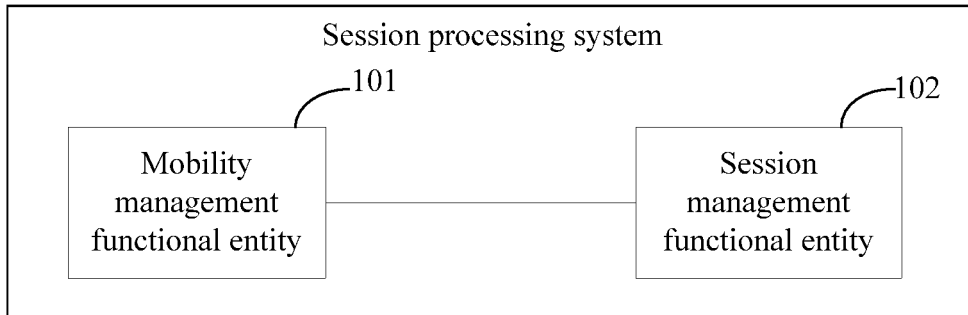 Session processing system
101
102
Mobility
management
functional entity
Session
management
functional entity